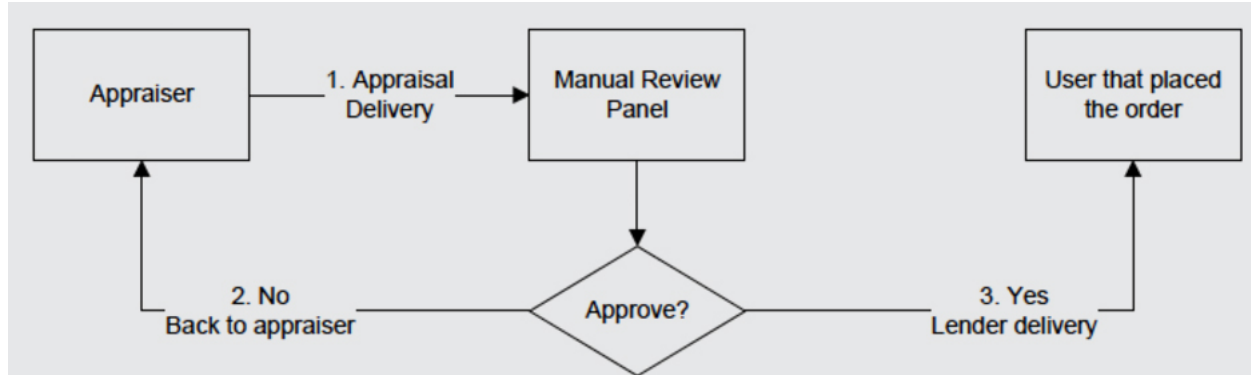 Appraiser
1. Appraisal
Delivery
Manual Review
Panel
User that placed
the order
2. No
Back to appraiser
Approve?
3. Yes
Lender delivery